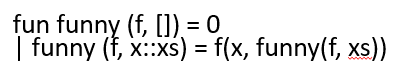 fun funny (f, []) = 0
| funny (f, x::xs) = f(x, funny(f, xs))